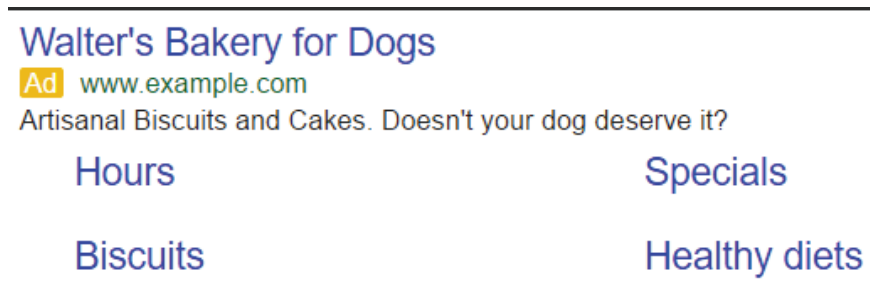 Walter's Bakery for Dogs
Ad www.example.com
Artisanal Biscuits and Cakes. Doesn't your dog deserve it?
Hours Specials
Biscuits Healthy diets